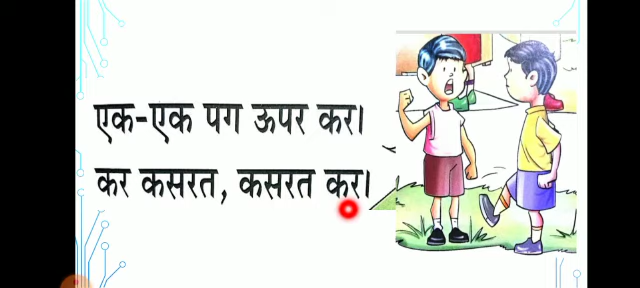 एक-एक पग ऊपर कर।
कर कसरत, कसरत कर।